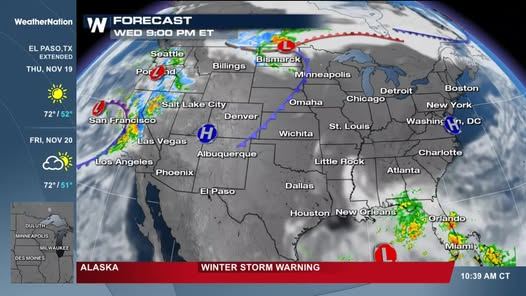 WeatherNation
FORECAST
WED 9:00 PM ET
EL PASO, TX
EXTENDED
THU, NOV 19
72° / 52°
FRI, NOV 20
72° / 51°
DULUTH
MINNEAPOLIS
MILWAUKEE
DES MOINES
Seattle
Portland
Billings
L
Bismarck
Minneapolis
Boston
Detroit
New York
Chicago
Omaha
Salt Lake City
L
San Francisco
Denver
H
Washington, DC
H
St. Louis
Wichita
Las Vegas
Los Angeles
Albuquerque
Charlotte
Little Rock
Atlanta
Phoenix
El Paso
Dallas
Houston
New Orleans
Orlando
Miami
L
ALASKA
WINTER STORM WARNING
10:39 AM CT